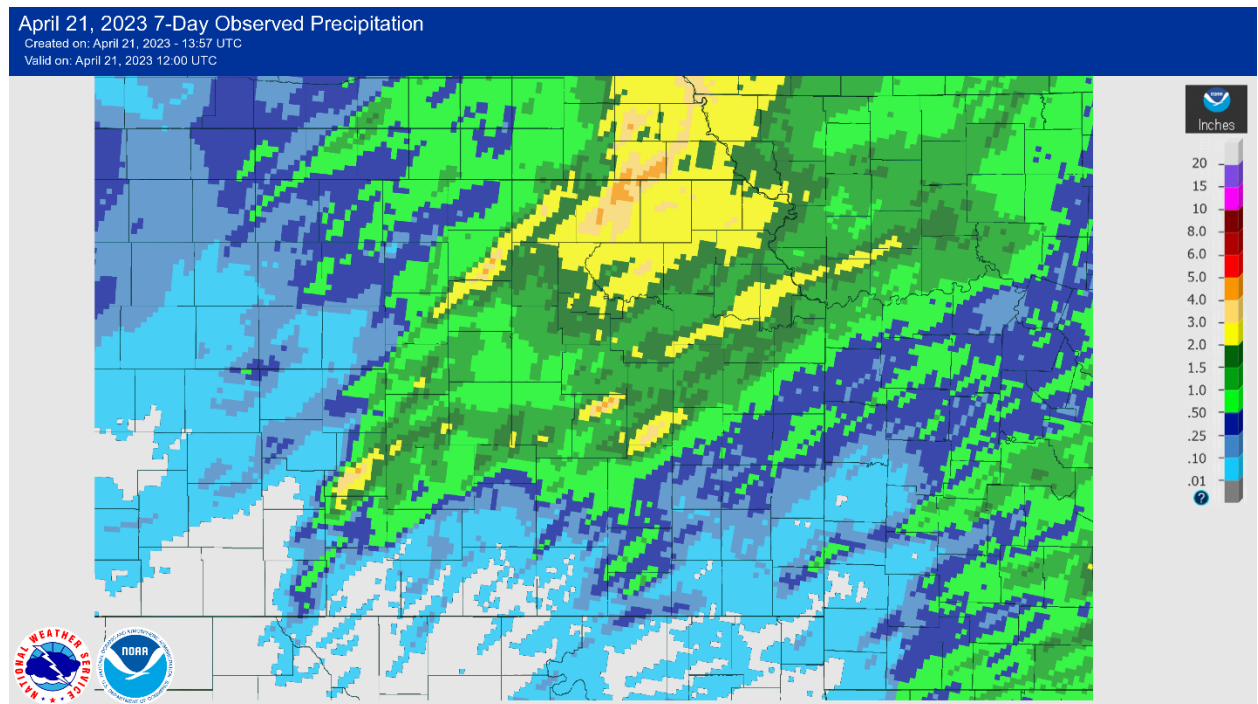 April 21, 2023 7-Day Observed Precipitation
Created on: April 21, 2023 - 13:57 UTC
Valid on: April 21, 2023 12:00 UTC
NOAA
Inches
20
15
10
8.0
6.0
5.0
4.0
3.0
2.0
1.5
1.0
.50
.25
.10
.01
?
NATIONAL WEATHER SERVICE
NOAA